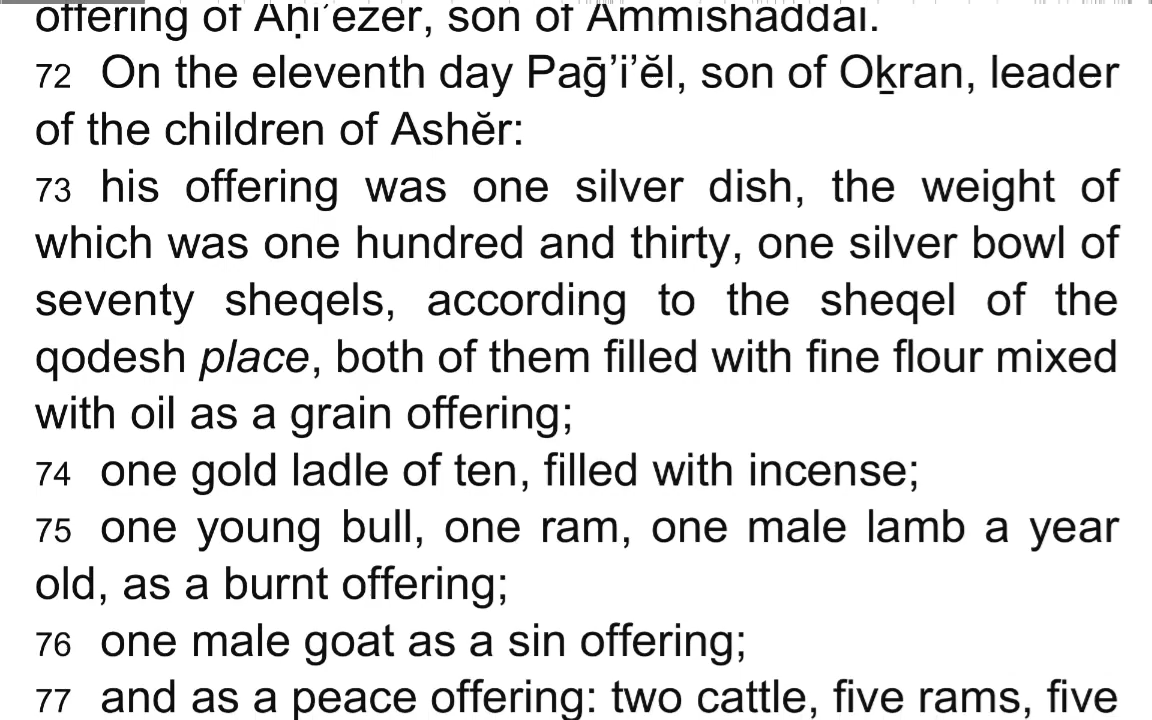 offering of Aḥi’ezer, son of Ammishaddai.
72 On the eleventh day Paḡ’i’ĕl, son of Oḵran, leader
of the children of Ashĕr:
73 his offering was one silver dish, the weight of
which was one hundred and thirty, one silver bowl of
seventy sheqels, according to the sheqel of the
qodesh place, both of them filled with fine flour mixed
with oil as a grain offering;
74 one gold ladle of ten, filled with incense;
75 one young bull, one ram, one male lamb a year
old, as a burnt offering;
76 one male goat as a sin offering;
77 and as a peace offering: two cattle, five rams, five